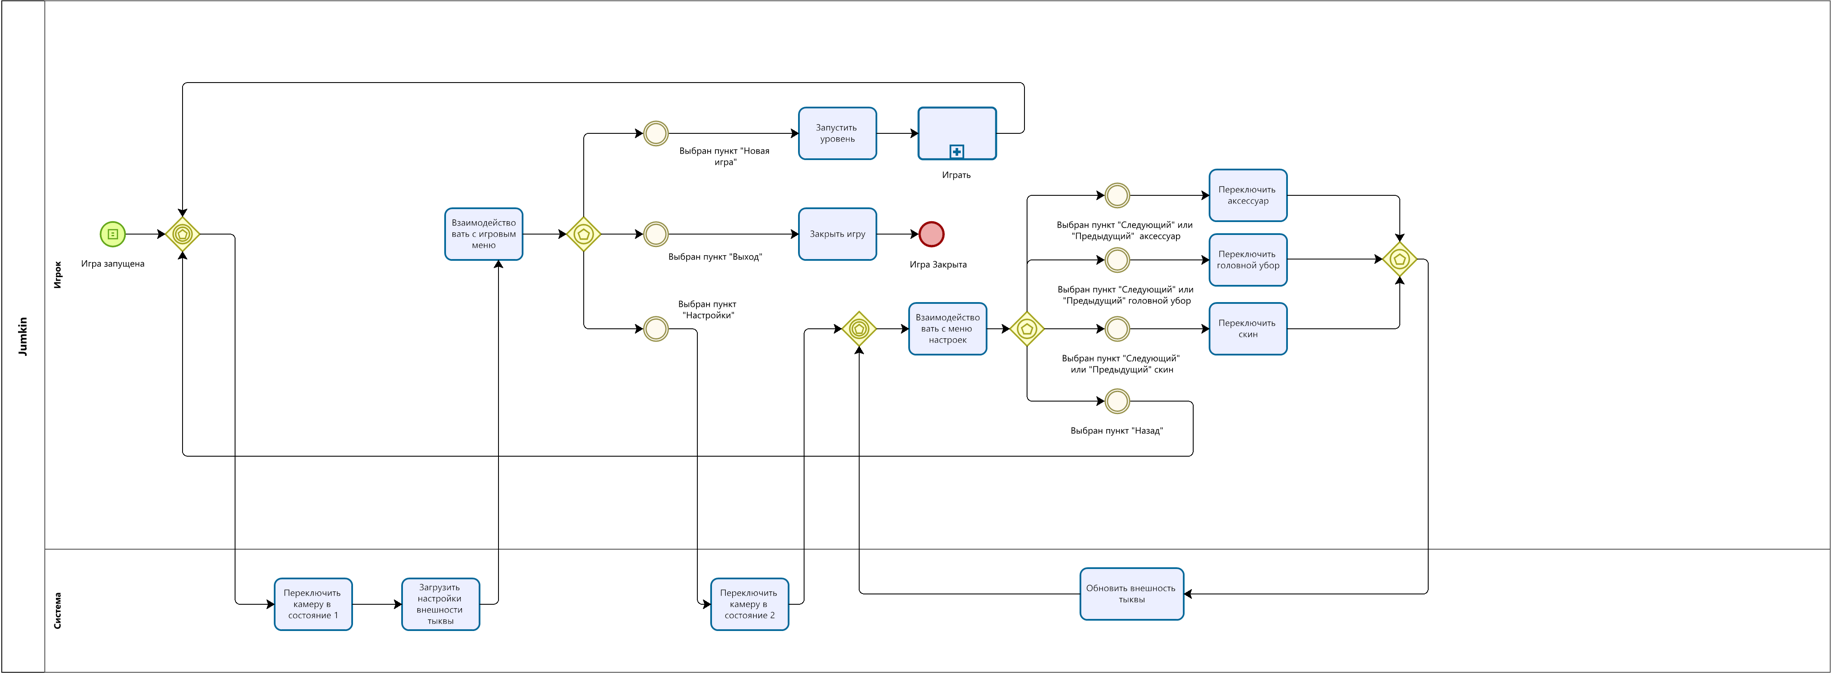 Jumkin
Игрок
Игра запущена
Взаимодейство
вать с игровым
меню
Выбран пункт "Новая
игра"
Запустить
уровень
Играть
Выбран пункт "Выход"
Закрыть игру
Игра Закрыта
Выбран пункт
"Настройки"
Взаимодейство
вать с меню
настроек
Выбран пункт "Следующий" или
"Предыдущий" аксессуар
Переключить
аксессуар
Выбран пункт "Следующий" или
"Предыдущий" головной убор
Переключить
головной убор
Выбран пункт "Следующий"
или "Предыдущий" скин
Переключить
скин
Выбран пункт "Назад"
Система
Переключить
камеру в
состояние 1
Загрузить
настройки
внешности
тыквы
Переключить
камеру в
состояние 2
Обновить внешность
тыквы